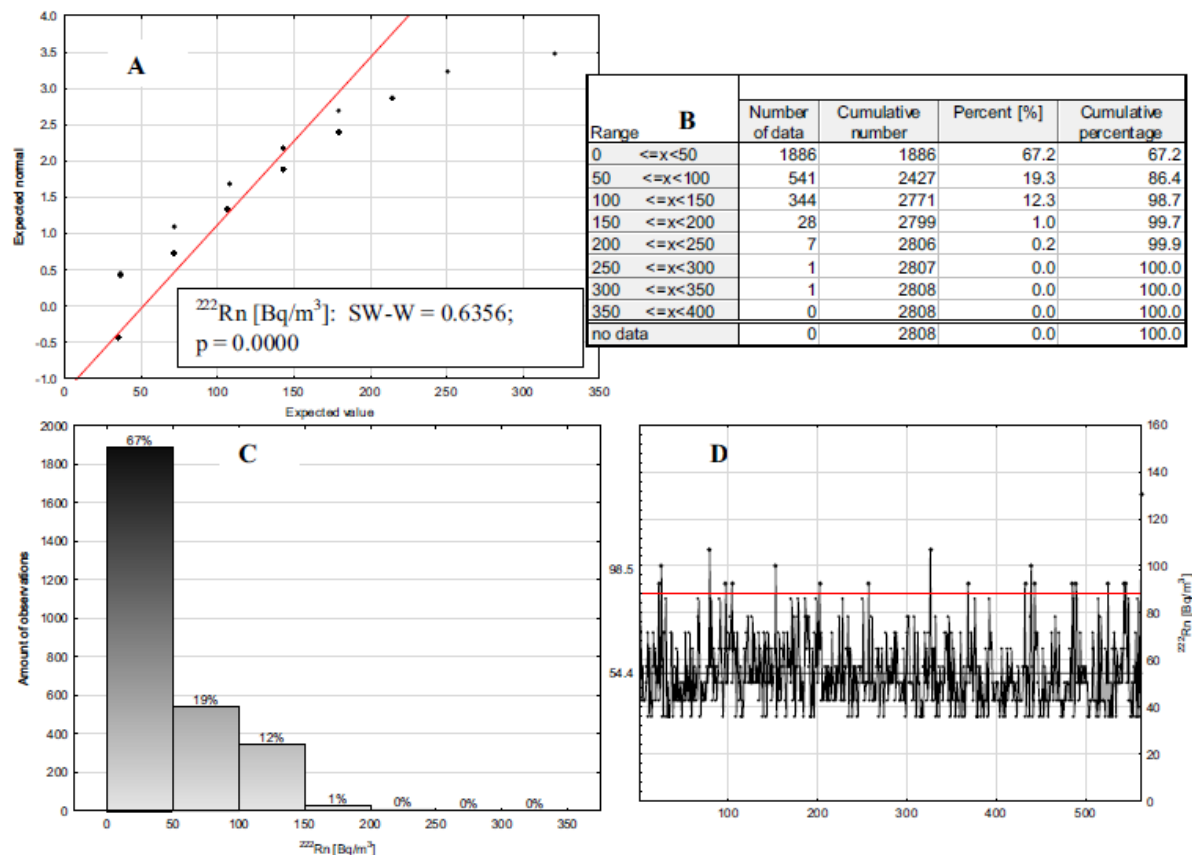 4.0
3.5
3.0
2.5
2.0
1.5
1.0
0.5
0.0
-0.5
-1.0
Expected normal
A
²²²Rn [Bq/m³]: SW-W = 0.6356;
p = 0.0000
0 50 100 150 200 250 300 350
Expected value
Range B Number of data Cumulative number Percent [%] Cumulative percentage
0 <=x<50 1886 1886 67.2 67.2
50 <=x<100 541 2427 19.3 86.4
100 <=x<150 344 2771 12.3 98.7
150 <=x<200 28 2799 1.0 99.7
200 <=x<250 7 2806 0.2 99.9
250 <=x<300 1 2807 0.0 100.0
300 <=x<350 1 2808 0.0 100.0
350 <=x<400 0 2808 0.0 100.0
no data 0 2808 0.0 100.0
2000
1800
1600
1400
1200
1000
800
600
400
200
0
Amount of observations
C
67%
19%
12%
1%
0%
0%
0%
0 50 100 150 200 250 300 350
²²²Rn [Bq/m³]
D
98.5
54.4
160
140
120
100
80
60
40
20
0
²²²Rn [Bq/m³]
100 200 300 400 500